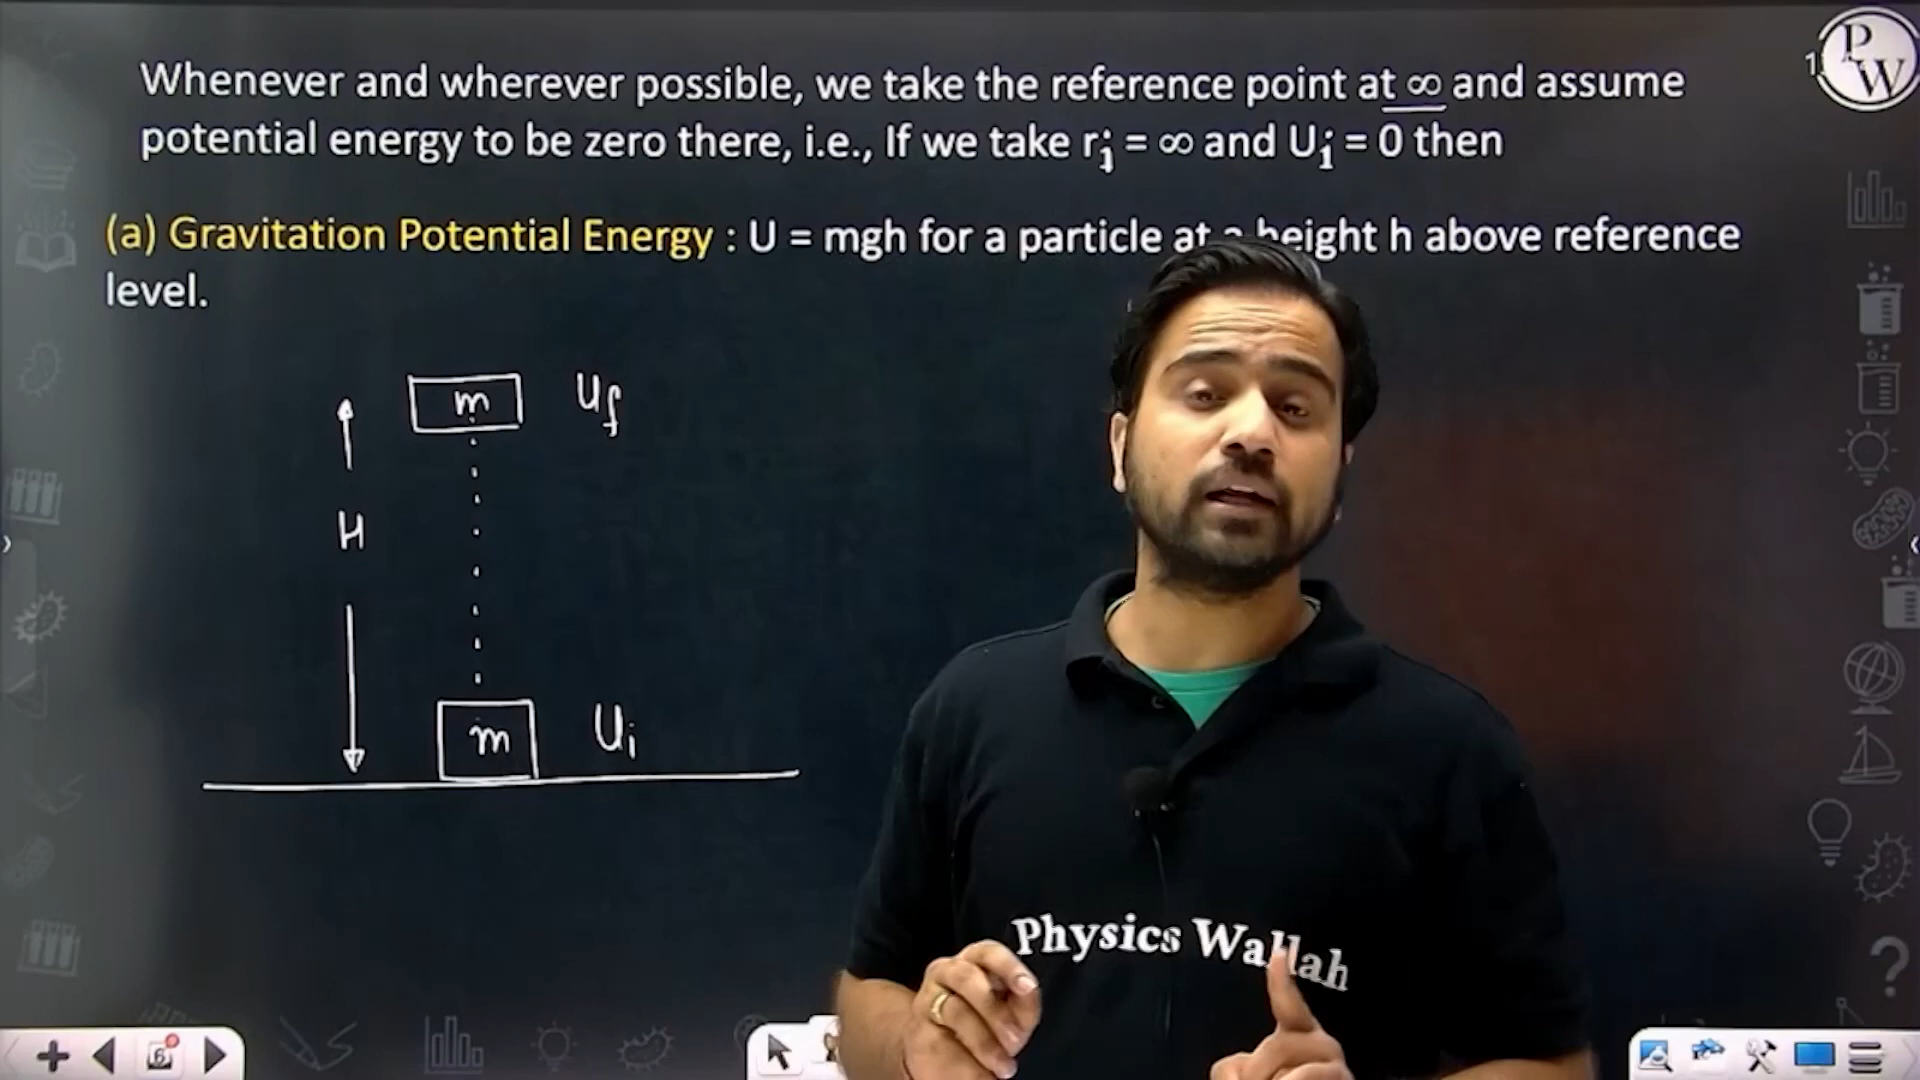 Whenever and wherever possible, we take the reference point at ∞ and assume
potential energy to be zero there, i.e., If we take ri = ∞ and Ui = 0 then
(a) Gravitation Potential Energy : U = mgh for a particle at a height h above reference
level.
m Uf
H
m Ui
Physics Wallah
PW
6